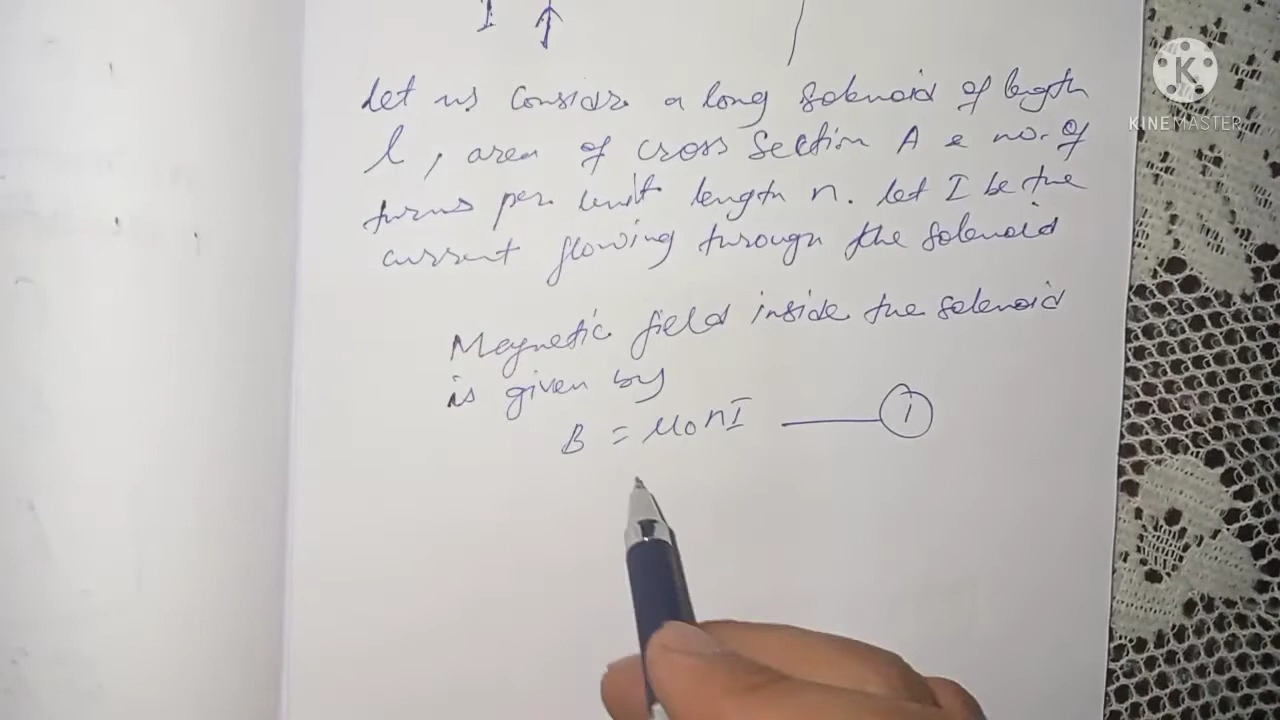 I
let us consider a long solenoid of length
l, area of cross section A & no. of
turns per unit length n. let I be the
current flowing through the solenoid
Magnetic field inside the solenoid
is given by
B = μ0nI —— 1
K
KINEMASTER